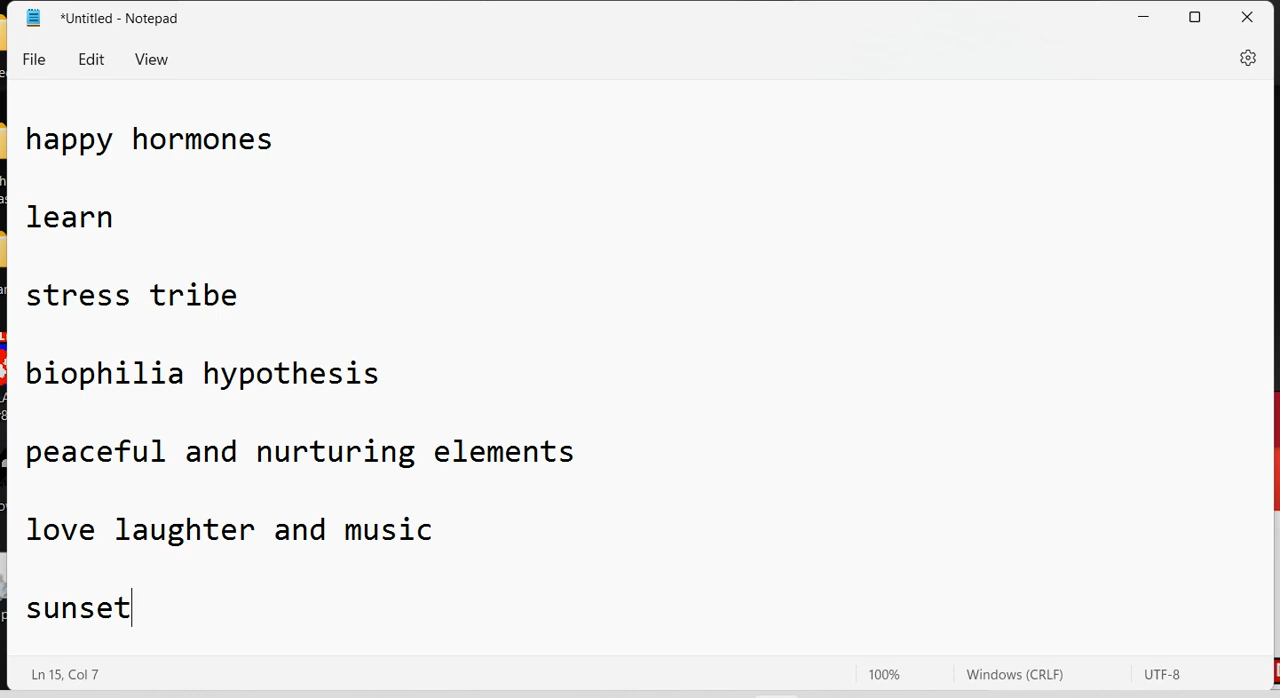 *Untitled - Notepad
File Edit View
happy hormones
learn
stress tribe
biophilia hypothesis
peaceful and nurturing elements
love laughter and music
sunset
Ln 15, Col 7 100% Windows (CRLF) UTF-8